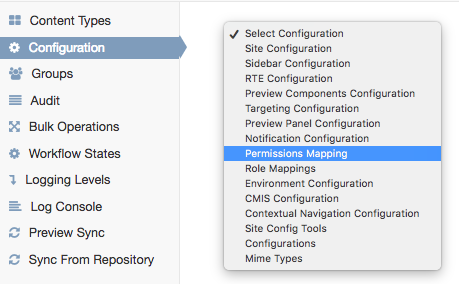 Content Types
Configuration
Groups
Audit
Bulk Operations
Workflow States
Logging Levels
Log Console
Preview Sync
Sync From Repository
Select Configuration
Site Configuration
Sidebar Configuration
RTE Configuration
Preview Components Configuration
Targeting Configuration
Preview Panel Configuration
Notification Configuration
Permissions Mapping
Role Mappings
Environment Configuration
CMIS Configuration
Contextual Navigation Configuration
Site Config Tools
Configurations
Mime Types